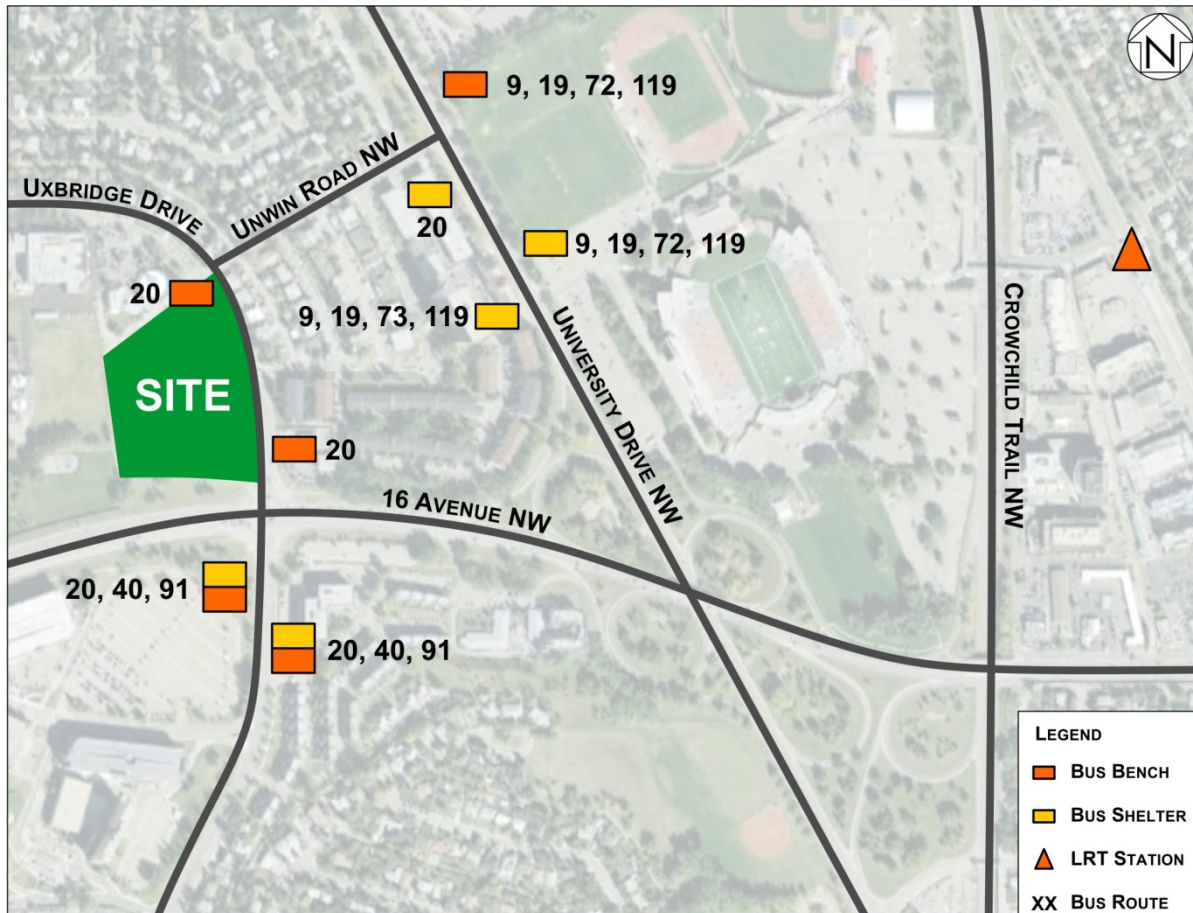 N
9, 19, 72, 119
UNWIN ROAD NW
UXBRIDGE DRIVE
20
9, 19, 72, 119
20
9, 19, 73, 119
CROWCHILD TRAIL NW
UNIVERSITY DRIVE NW
SITE
20
16 AVENUE NW
20, 40, 91
20, 40, 91
LEGEND
BUS BENCH
BUS SHELTER
LRT STATION
XX BUS ROUTE